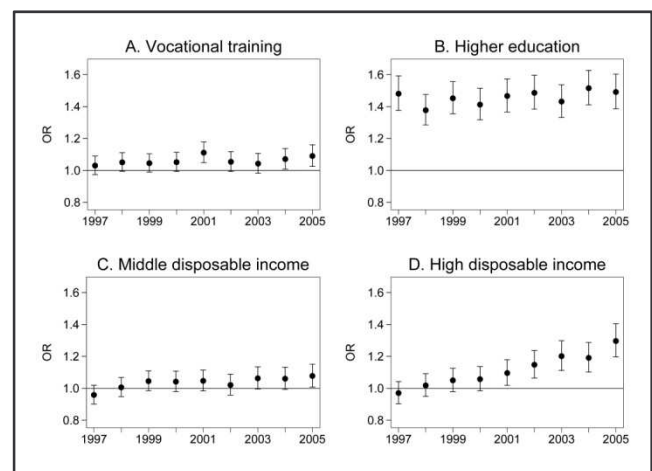 A. Vocational training
B. Higher education
OR
1.6
1.4
1.2
1.0
0.8
1997 1999 2001 2003 2005
OR
1.6
1.4
1.2
1.0
0.8
1997 1999 2001 2003 2005
C. Middle disposable income
D. High disposable income
OR
1.6
1.4
1.2
1.0
0.8
1997 1999 2001 2003 2005
OR
1.6
1.4
1.2
1.0
0.8
1997 1999 2001 2003 2005